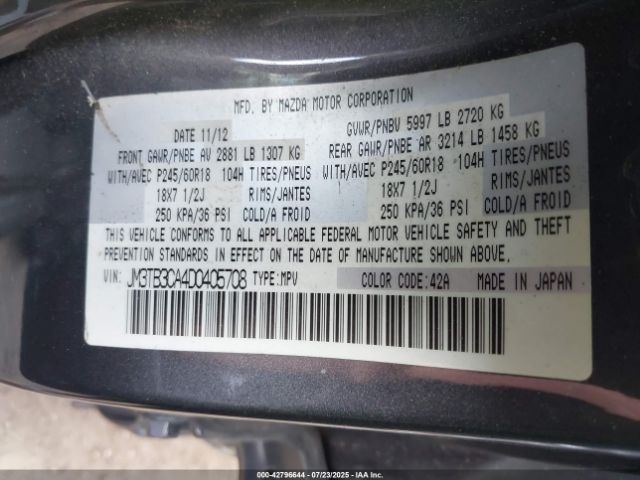 MFD. BY MAZDA MOTOR CORPORATION
DATE 11/12 GVWR/PNBV 5997 LB 2720 KG
FRONT GAWR/PNBE AV 2881 LB 1307 KG REAR GAWR/PNBE AR 3214 LB 1458 KG
WITH/AVEC P245/60R18 104H TIRES/PNEUS WITH/AVEC P245/60R18 104H TIRES/PNEUS
18X7 1/2J RIMS/JANTES 18X7 1/2J RIMS/JANTES
250 KPA/36 PSI COLD/A FROID 250 KPA/36 PSI COLD/A FROID
THIS VEHICLE CONFORMS TO ALL APPLICABLE FEDERAL MOTOR VEHICLE SAFETY AND THEFT
PREVENTION STANDARDS IN EFFECT ON THE DATE OF MANUFACTURE SHOWN ABOVE.
VIN: JM3TB3CA4D0405708 TYPE:MPV COLOR CODE:42A MADE IN JAPAN
000-42796644 - 07/23/2025 - IAAI.com